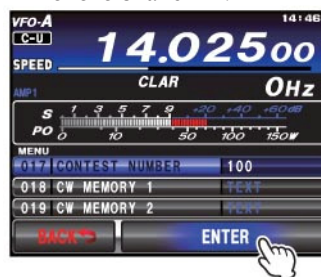 VFO-A 14:46
C-U 14.02500
SPEED
CLAR 0Hz
AMP1
S 1 3 5 7 9 +20 +40 +60dB
PO 0 10 50 100 150W
MENU
017 CONTEST NUMBER 100
018 CW MEMORY 1 TEXT
019 CW MEMORY 2 TEXT
BACK ENTER